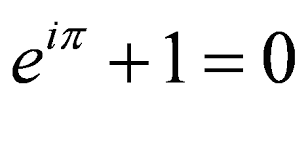 e^{iπ} + 1 = 0